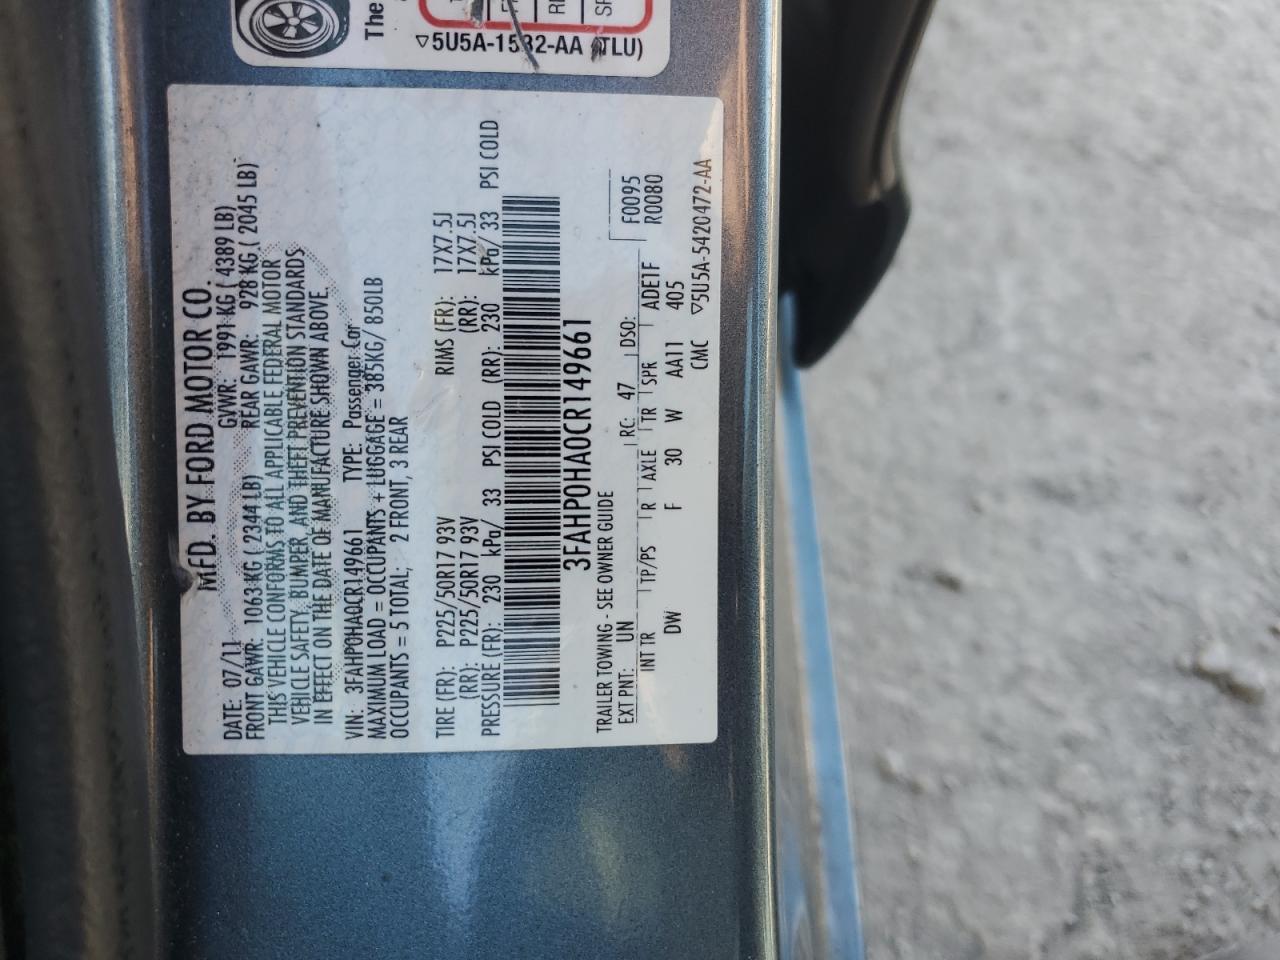 MFD. BY FORD MOTOR CO.
DATE: 07/11 GVWR: 1991 KG ( 4389 LB)
FRONT GAWR: 1063 KG ( 2344 LB) REAR GAWR: 928 KG ( 2045 LB)
THIS VEHICLE CONFORMS TO ALL APPLICABLE FEDERAL MOTOR
VEHICLE SAFETY, BUMPER, AND THEFT PREVENTION STANDARDS
IN EFFECT ON THE DATE OF MANUFACTURE SHOWN ABOVE.
VIN: 3FAHP0HA0CR149661 TYPE: Passenger Car
MAXIMUM LOAD = OCCUPANTS + LUGGAGE = 385KG/ 850LB
OCCUPANTS = 5 TOTAL; 2 FRONT, 3 REAR
TIRE (FR): P225/50R17 93V RIMS (FR): 17X7.5J
(RR): P225/50R17 93V (RR): 17X7.5J
PRESSURE (FR): 230 kPa/ 33 PSI COLD (RR): 230 kPa/ 33 PSI COLD
3FAHP0HA0CR149661
TRAILER TOWING - SEE OWNER GUIDE F0095
EXT PNT: UN RC: 47 DSO: R0080
INT TR TP/PS R AXLE TR SPR ADE1F
DW F 30 W AA11 405
CMC ▽5U5A-5420472-AA
The
▽5U5A-1532-AA (TLU)